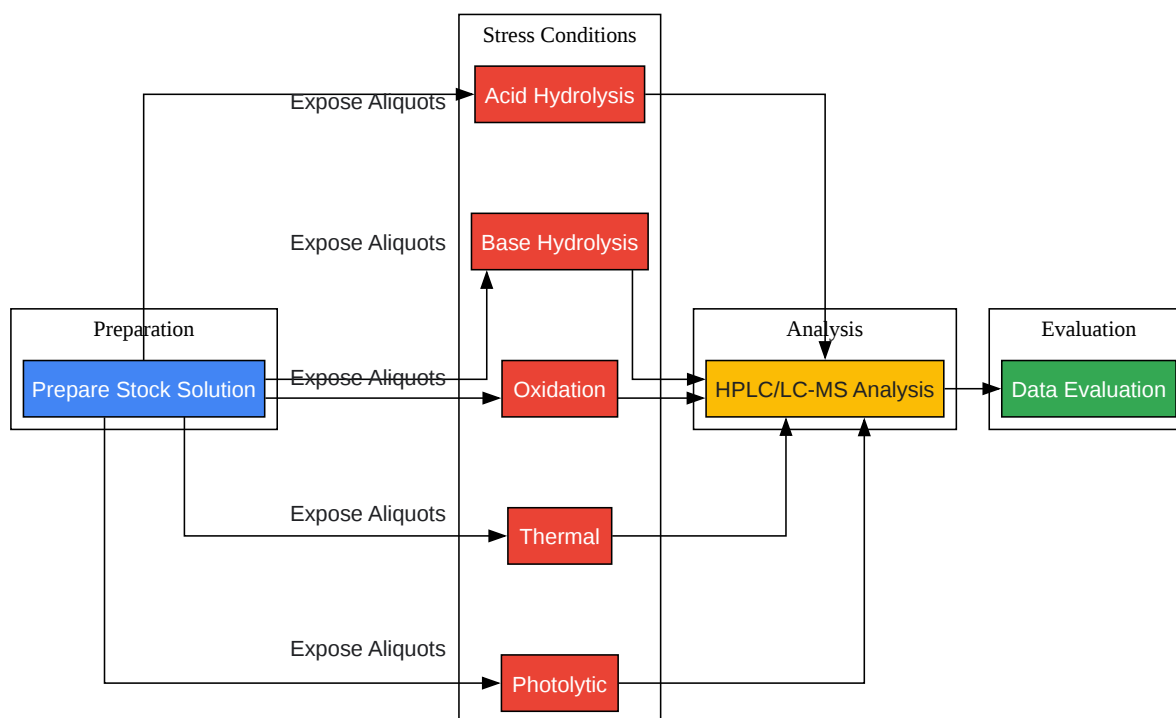 Stress Conditions
Expose Aliquots
Acid Hydrolysis
Expose Aliquots
Base Hydrolysis
Preparation
Prepare Stock Solution
Expose Aliquots
Oxidation
Analysis
HPLC/LC-MS Analysis
Evaluation
Data Evaluation
Expose Aliquots
Thermal
Expose Aliquots
Photolytic